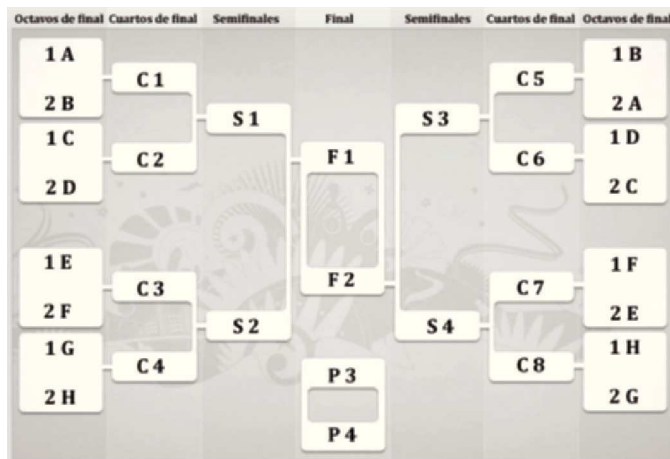 Octavos de final Cuartos de final Semifinales Final Semifinales Cuartos de final Octavos de final
1 A
2 B
1 C
2 D
1 E
2 F
1 G
2 H
C 1
C 2
C 3
C 4
S 1
S 2
F 1
F 2
P 3
P 4
S 3
S 4
C 5
C 6
C 7
C 8
1 B
2 A
1 D
2 C
1 F
2 E
1 H
2 G